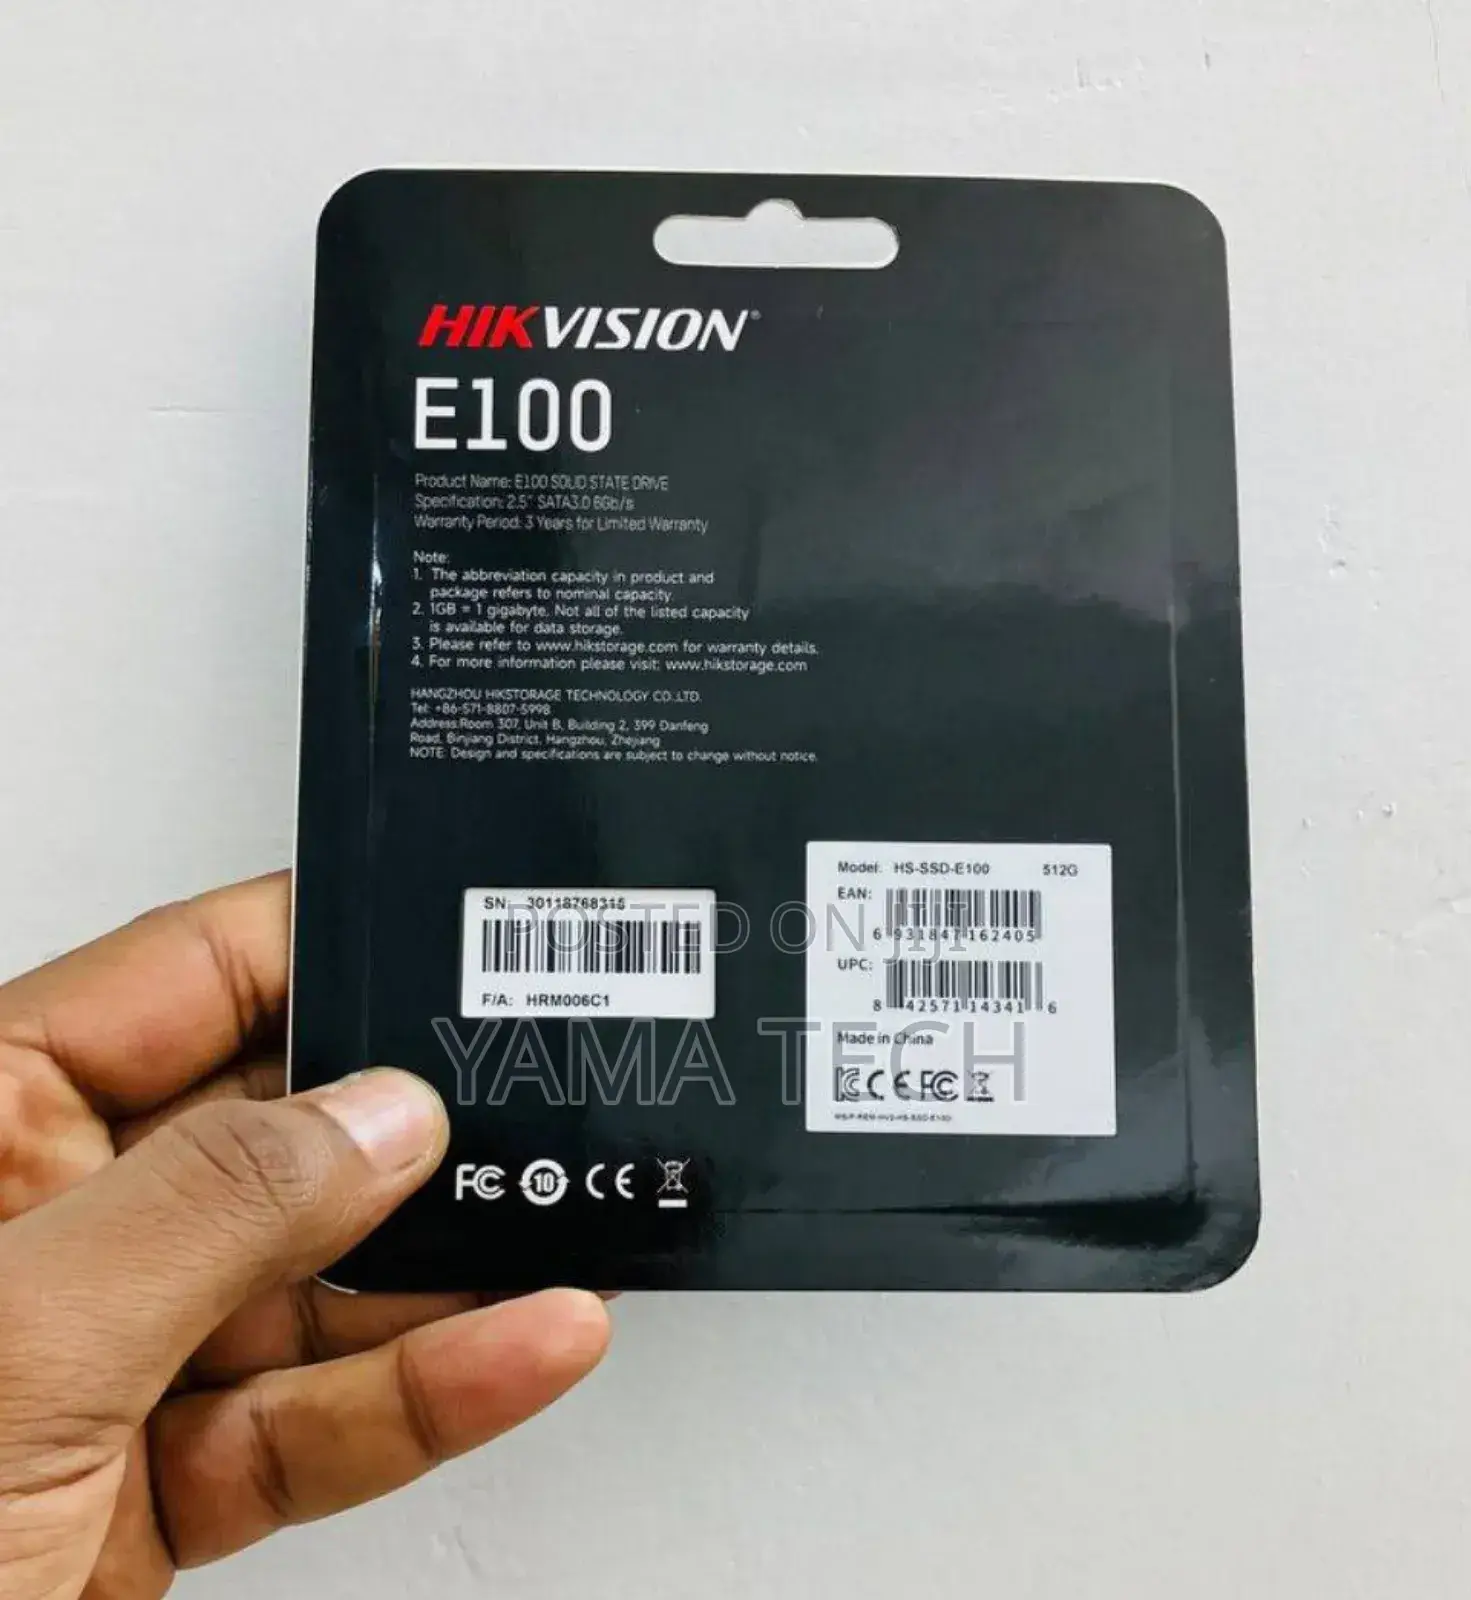 HIKVISION®
E100
Product Name: E100 SOLID STATE DRIVE
Specification: 2.5" SATA3.0 6Gb/s
Warranty Period: 3 Years for Limited Warranty
Note:
1. The abbreviation capacity in product and
package refers to nominal capacity.
2. 1GB = 1 gigabyte. Not all of the listed capacity
is available for data storage.
3. Please refer to www.hikstorage.com for warranty details.
4. For more information please visit: www.hikstorage.com
HANGZHOU HIKSTORAGE TECHNOLOGY CO.,LTD.
Tel: +86-571-8807-5998
Address:Room 307, Unit B, Building 2, 399 Danfeng
Road, Binjiang District, Hangzhou, Zhejiang
NOTE: Design and specifications are subject to change without notice.
SN: 30118768315
F/A: HRM006C1
Model: HS-SSD-E100 512G
EAN:
6 931847 162405
UPC:
8 42571 14341 6
Made in China
CE FC
POSTED ON JIJI
YAMA TECH
FC 10 CE